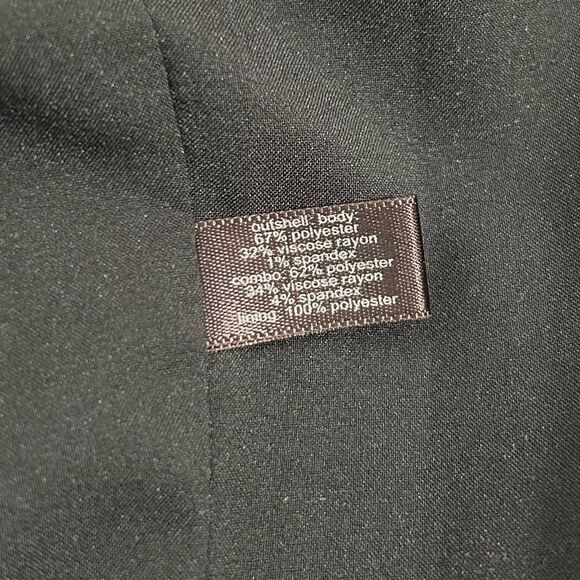 outshell: body:
67% polyester
32% viscose rayon
1% spandex
combo: 62% polyester
34% viscose rayon
4% spandex
lining: 100% polyester